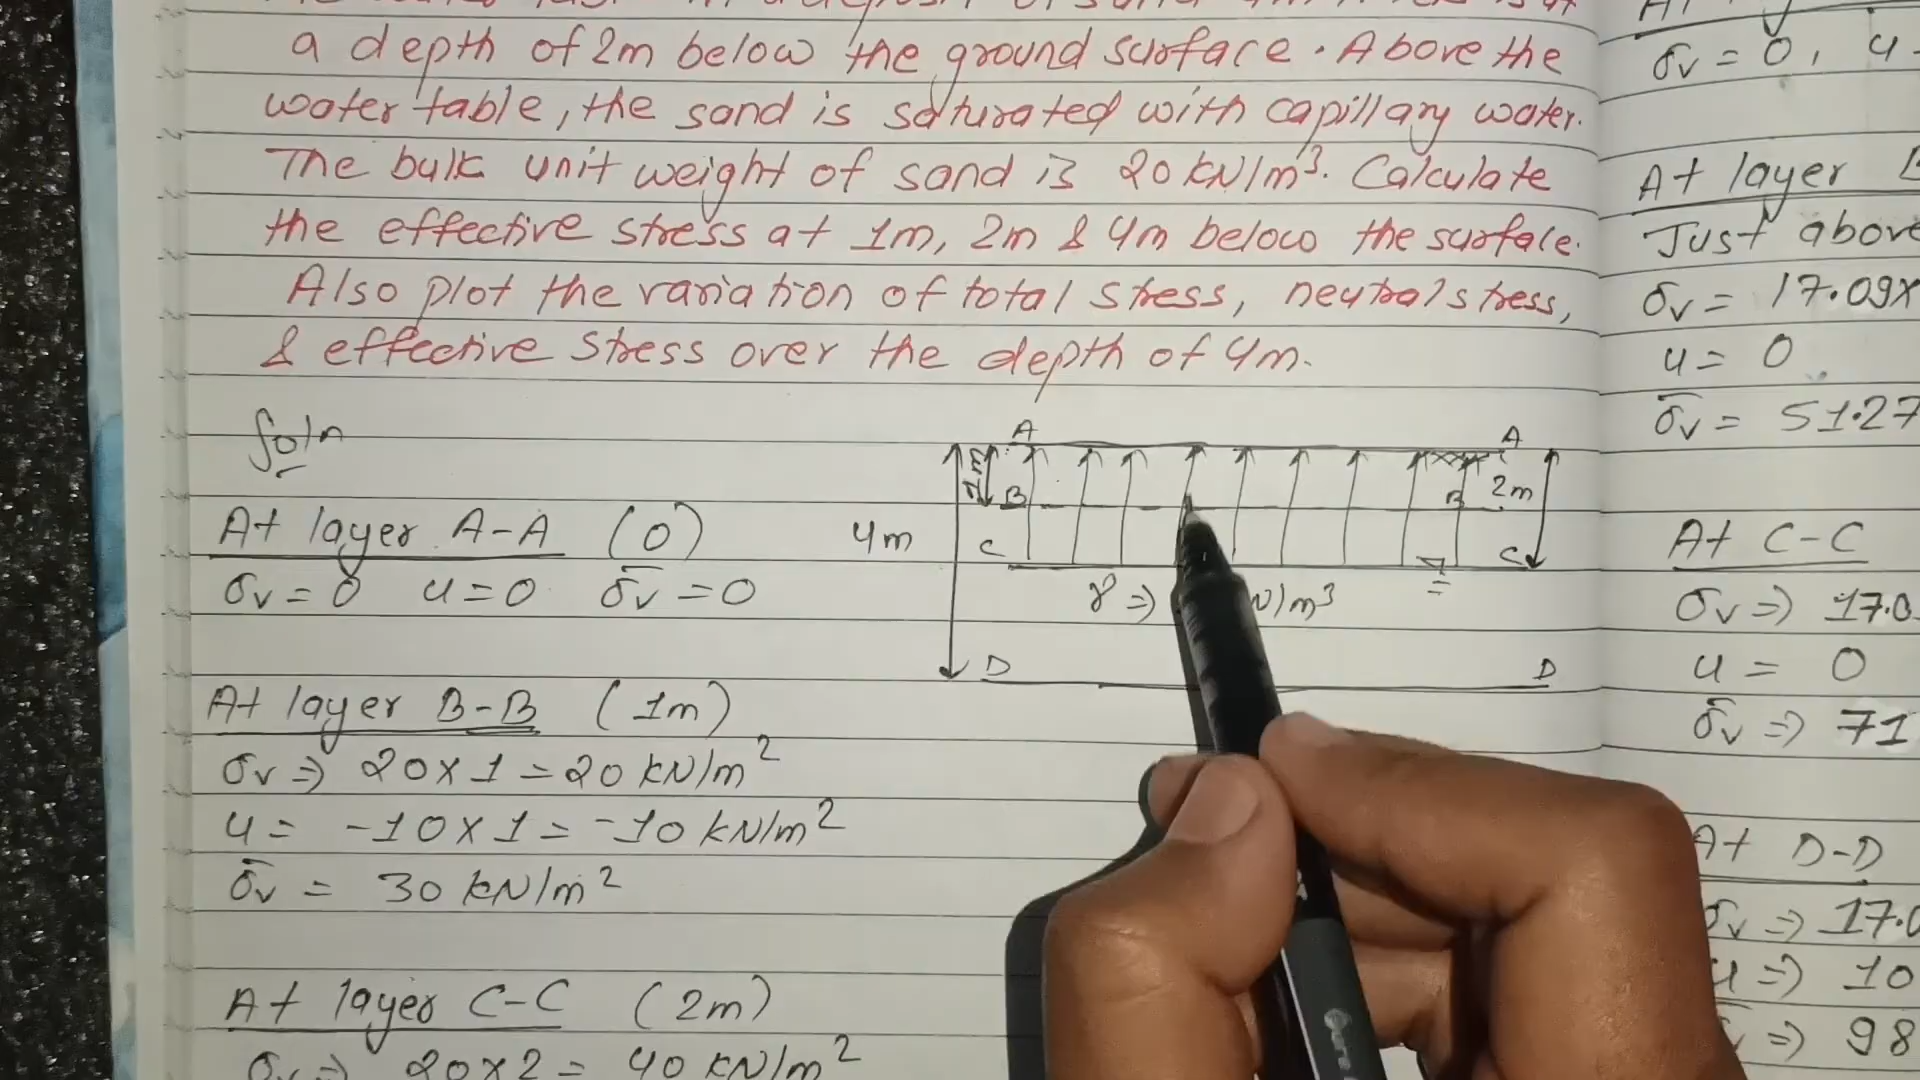 a depth of 2m below the ground surface. Above the
water table, the sand is saturated with capillary water.
The bulk unit weight of sand is 20 kN/m³. Calculate
the effective stress at 1m, 2m & 4m below the surface.
Also plot the variation of total stress, neutral stress,
& effective stress over the depth of 4m.
Soln
At layer A-A (0)
σv = 0 u = 0 σ̄v = 0
At layer B-B (1m)
σv ⇒ 20 x 1 = 20 kN/m²
u = -10 x 1 = -10 kN/m²
σ̄v = 30 kN/m²
At layer C-C (2m)
σv ⇒ 20 x 2 = 40 kN/m²
A A
1m B B 2m
4m C C
γ ⇒ N/m³
D D
σv = 0, u
At layer
Just above
σv = 17.09x
u = 0
σ̄v = 51.27
At C-C
σv ⇒ 17.0
u = 0
σ̄v ⇒ 71
At D-D
σv ⇒ 17.0
u ⇒ 10
⇒ 98